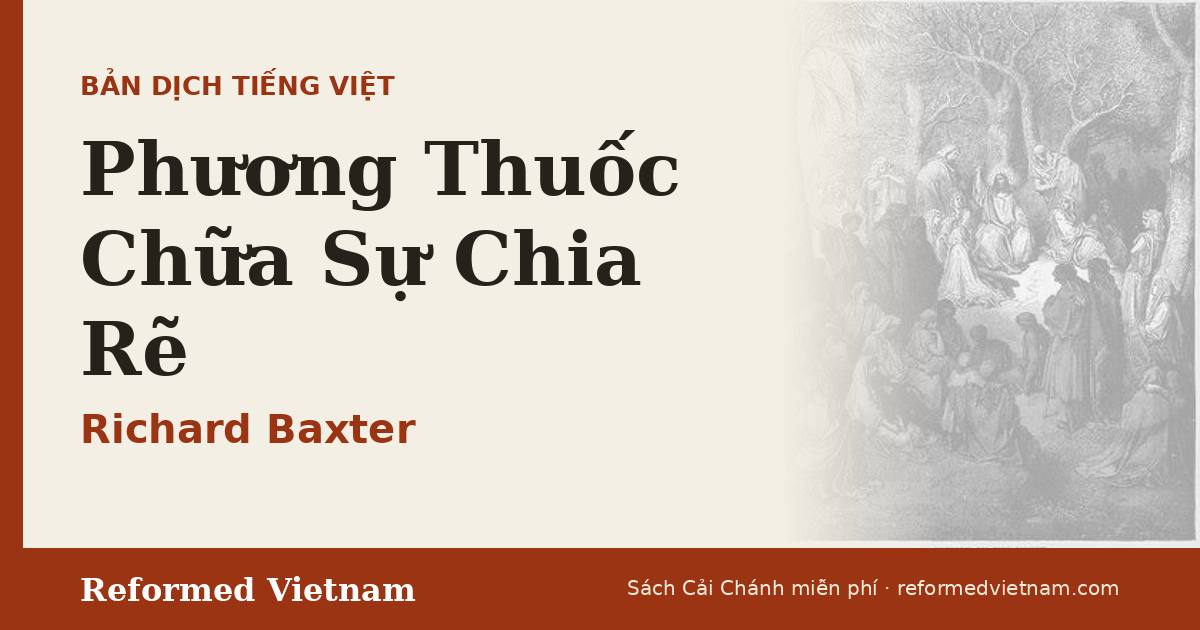 BẢN DỊCH TIẾNG VIỆT
Phương Thuốc
Chữa Sự Chia
Rẽ
Richard Baxter
Reformed Vietnam
Sách Cải Chánh miễn phí · reformedvietnam.com